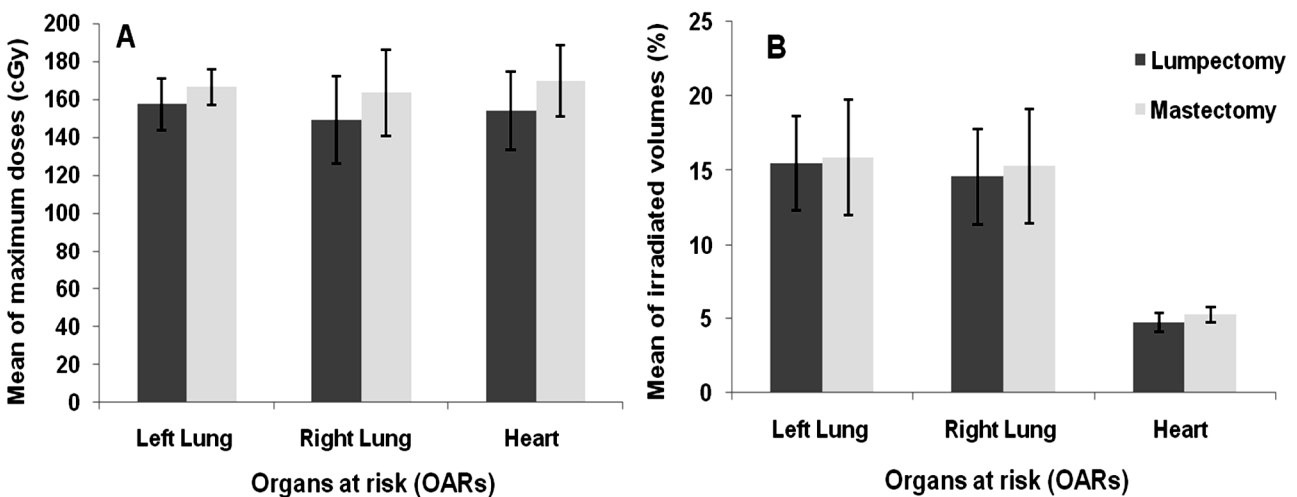 A
Mean of maximum doses (cGy)
200
180
160
140
120
100
80
60
40
20
0
Left Lung Right Lung Heart
Organs at risk (OARs)
B
Mean of irradiated volumes (%)
25
20
15
10
5
0
Lumpectomy
Mastectomy
Left Lung Right Lung Heart
Organs at risk (OARs)